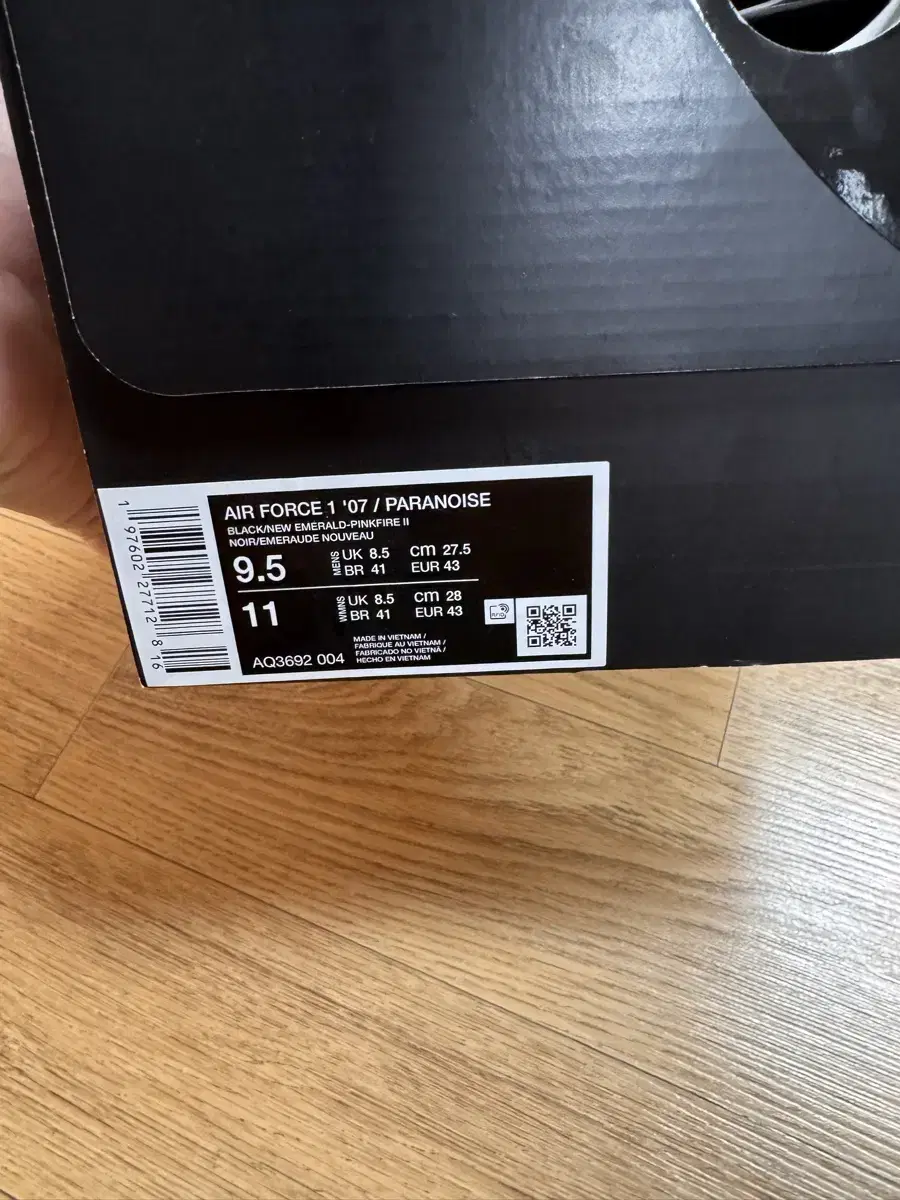 AIR FORCE 1 '07 / PARANOISE
BLACK/NEW EMERALD-PINKFIRE II
NOIR/EMERAUDE NOUVEAU
9.5 MENS UK 8.5 cm 27.5
BR 41 EUR 43
11 WMNS UK 8.5 cm 28
BR 41 EUR 43
RFID
MADE IN VIETNAM /
FABRIQUE AU VIETNAM /
FABRICADO NO VIETNÃ /
HECHO EN VIETNAM
AQ3692 004
1 97602 27712 6 16